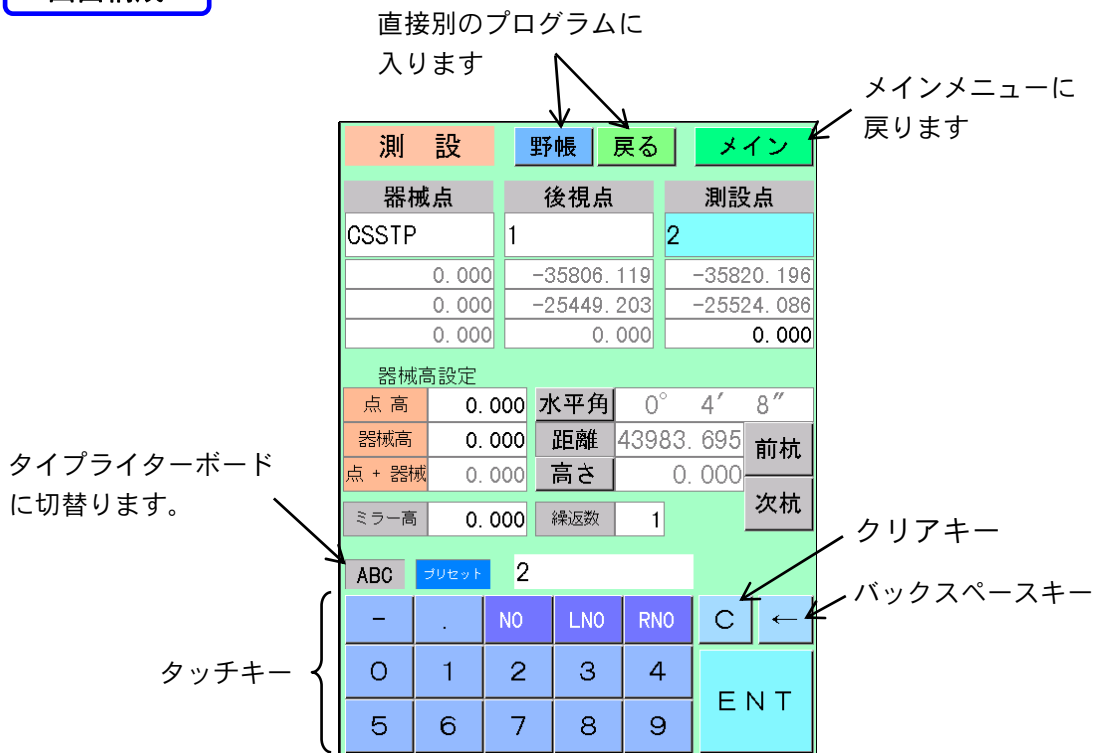 直接別のプログラムに
入ります
メインメニューに
戻ります
測 設 野帳 戻る メイン
器械点 後視点 測設点
CSSTP 1 2
0.000 -35806.119 -35820.196
0.000 -25449.203 -25524.086
0.000 0.000 0.000
器械高設定
点 高 0.000 水平角 0° 4′ 8″
器械高 0.000 距離 43983.695 前杭
点 + 器械 0.000 高さ 0.000
ミラー高 0.000 繰返数 1 次杭
タイプライターボード
に切替ります。
クリアキー
ABC プリセット 2
バックスペースキー
- . NO LNO RNO C ←
タッチキー
0 1 2 3 4 ENT
5 6 7 8 9